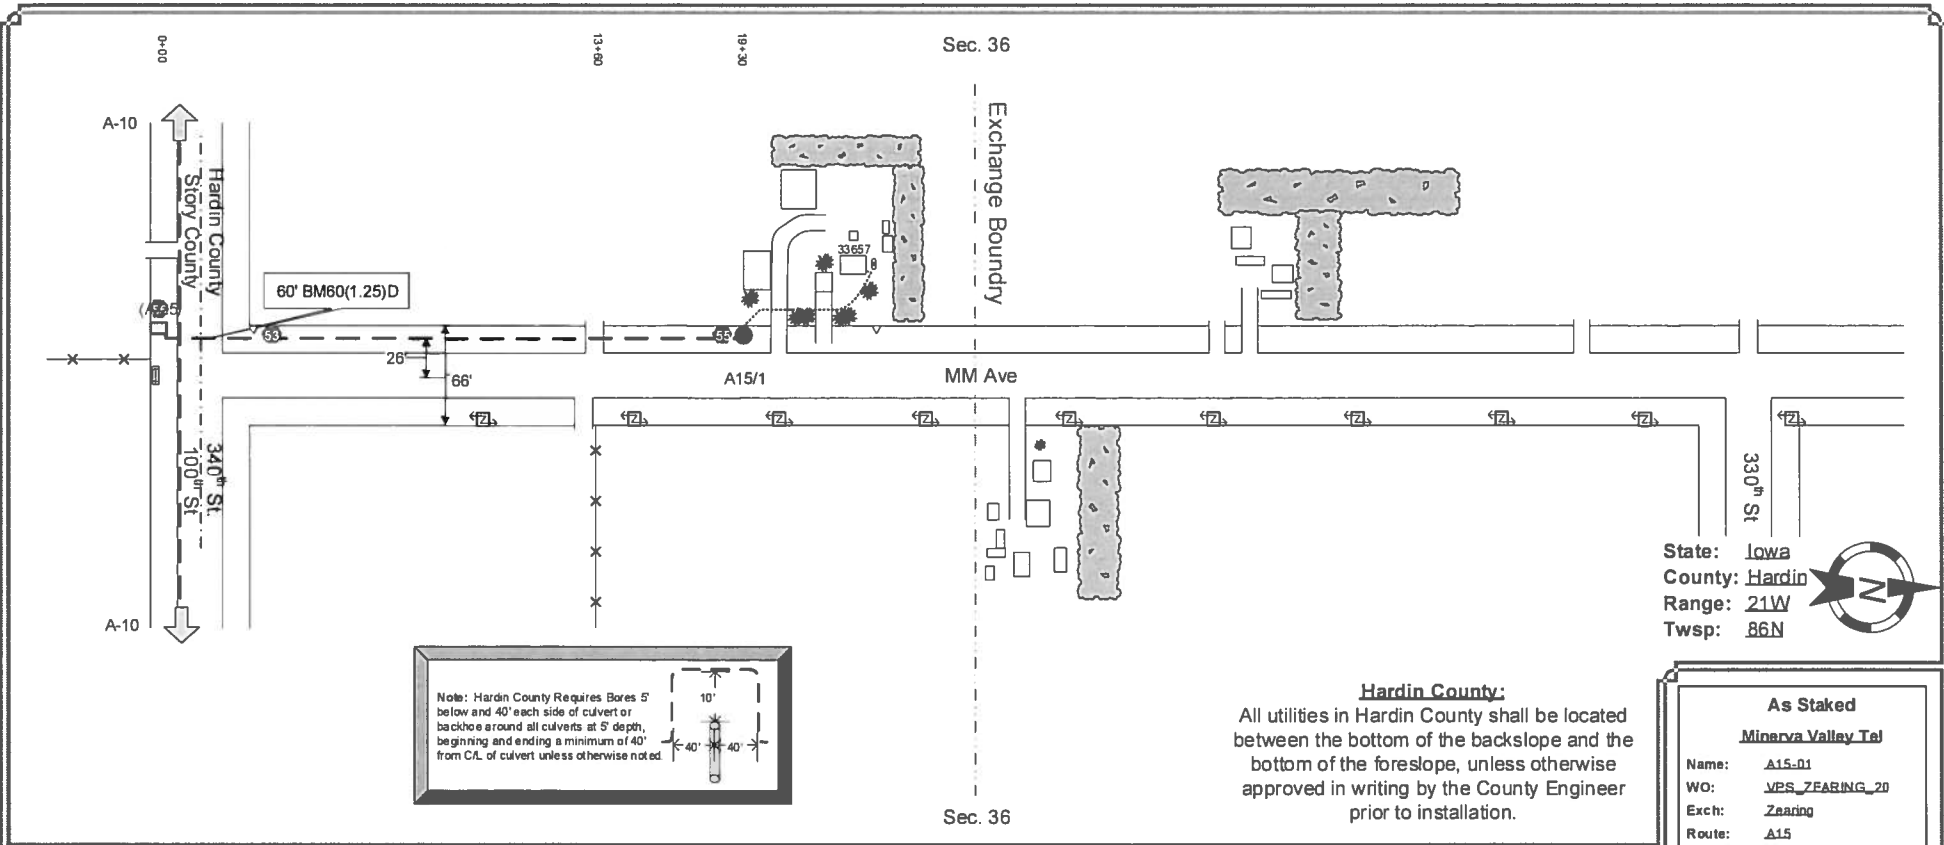 0+00
13+60
19+30
Sec. 36
A-10
Hardin County
Story County
Exchange Boundry
33657
60' BM60(1.25)D
53
55
26'
66'
A15/1
MM Ave
340th St.
100th St
330th St
A-10
State: Iowa
County: Hardin
Range: 21W
Twsp: 86N
N
Note: Hardin County Requires Bores 5'
below and 40' each side of culvert or
backhoe around all culverts at 5' depth,
beginning and ending a minimum of 40'
from C/L of culvert unless otherwise noted
10'
40' 40'
Hardin County:
All utilities in Hardin County shall be located
between the bottom of the backslope and the
bottom of the foreslope, unless otherwise
approved in writing by the County Engineer
prior to installation.
Sec. 36
As Staked
Minerva Valley Tel
Name: A15-01
WO: VPS_ZEARING_20
Exch: Zearing
Route: A15